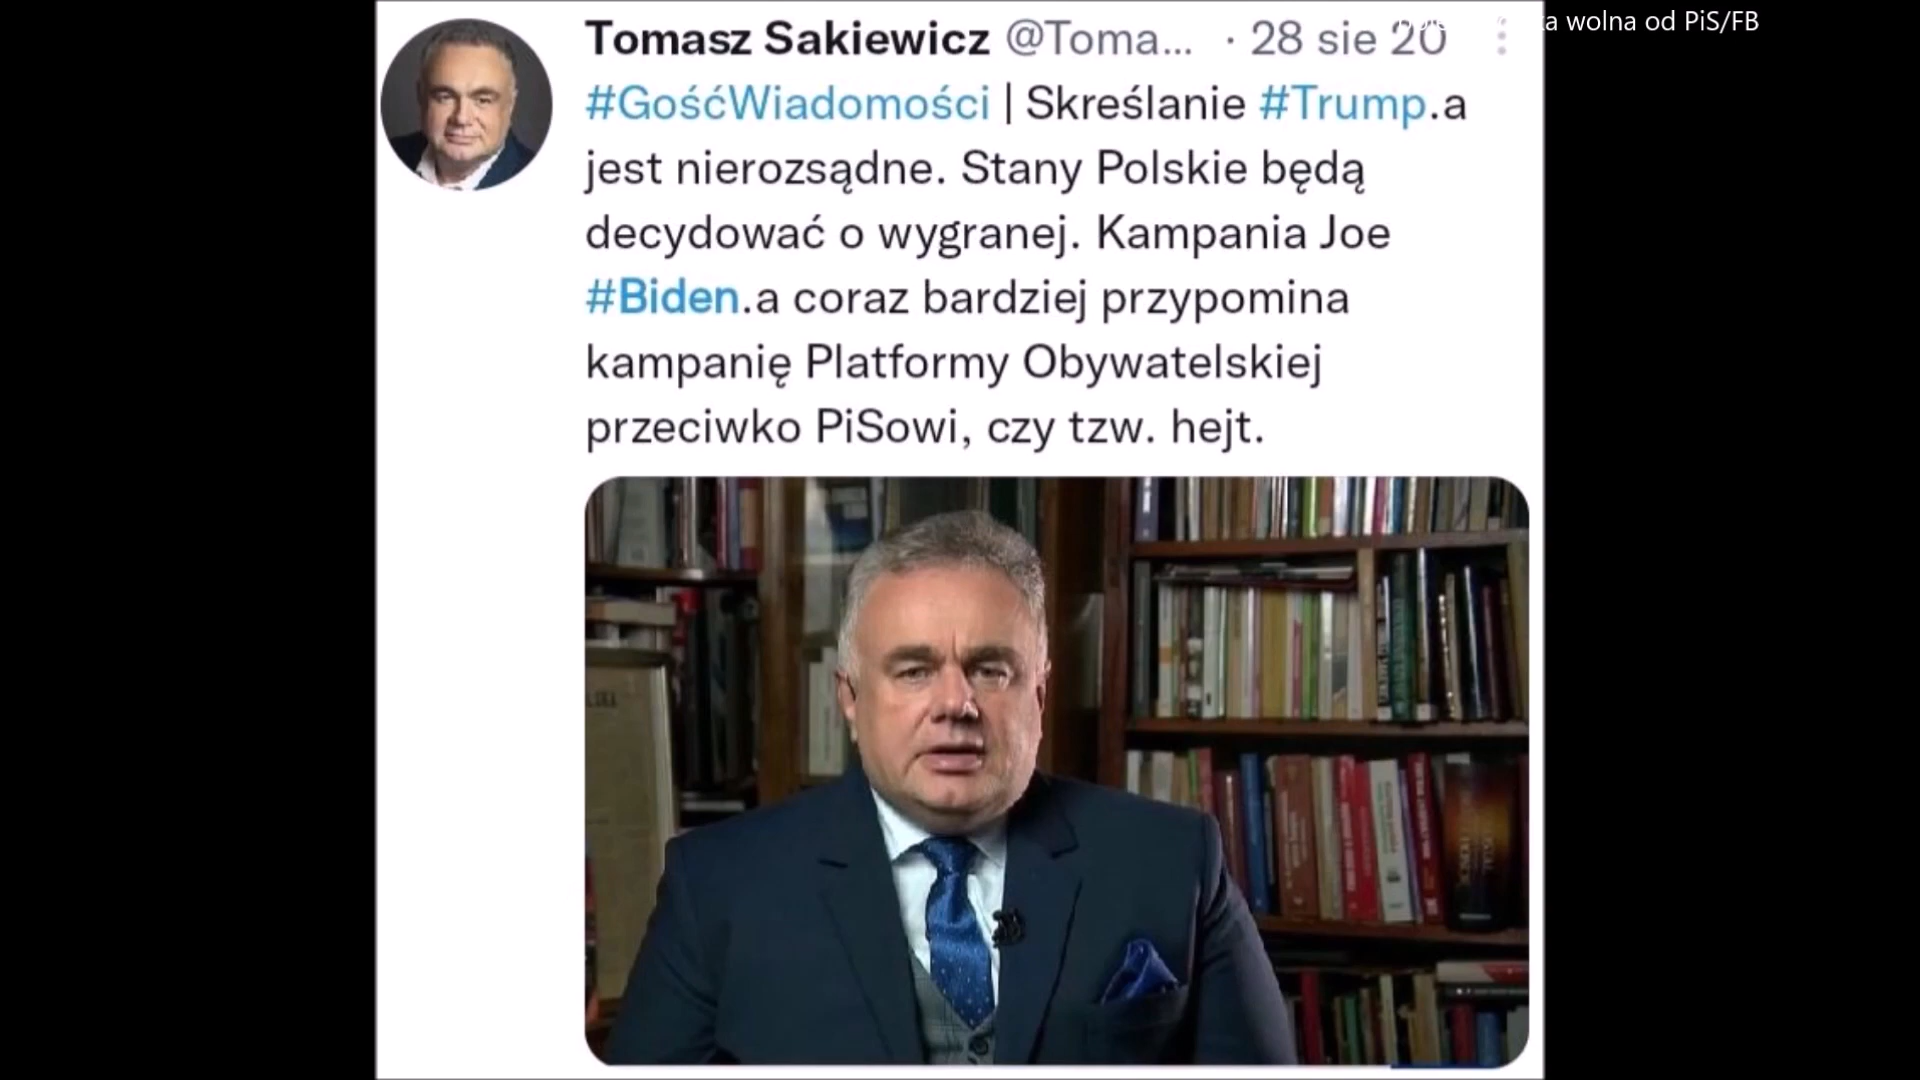 Tomasz Sakiewicz @Toma... · 28 sie 20
a wolna od PiS/FB
#GośćWiadomości | Skreślanie #Trump.a
jest nierozsądne. Stany Polskie będą
decydować o wygranej. Kampania Joe
#Biden.a coraz bardziej przypomina
kampanię Platformy Obywatelskiej
przeciwko PiSowi, czy tzw. hejt.